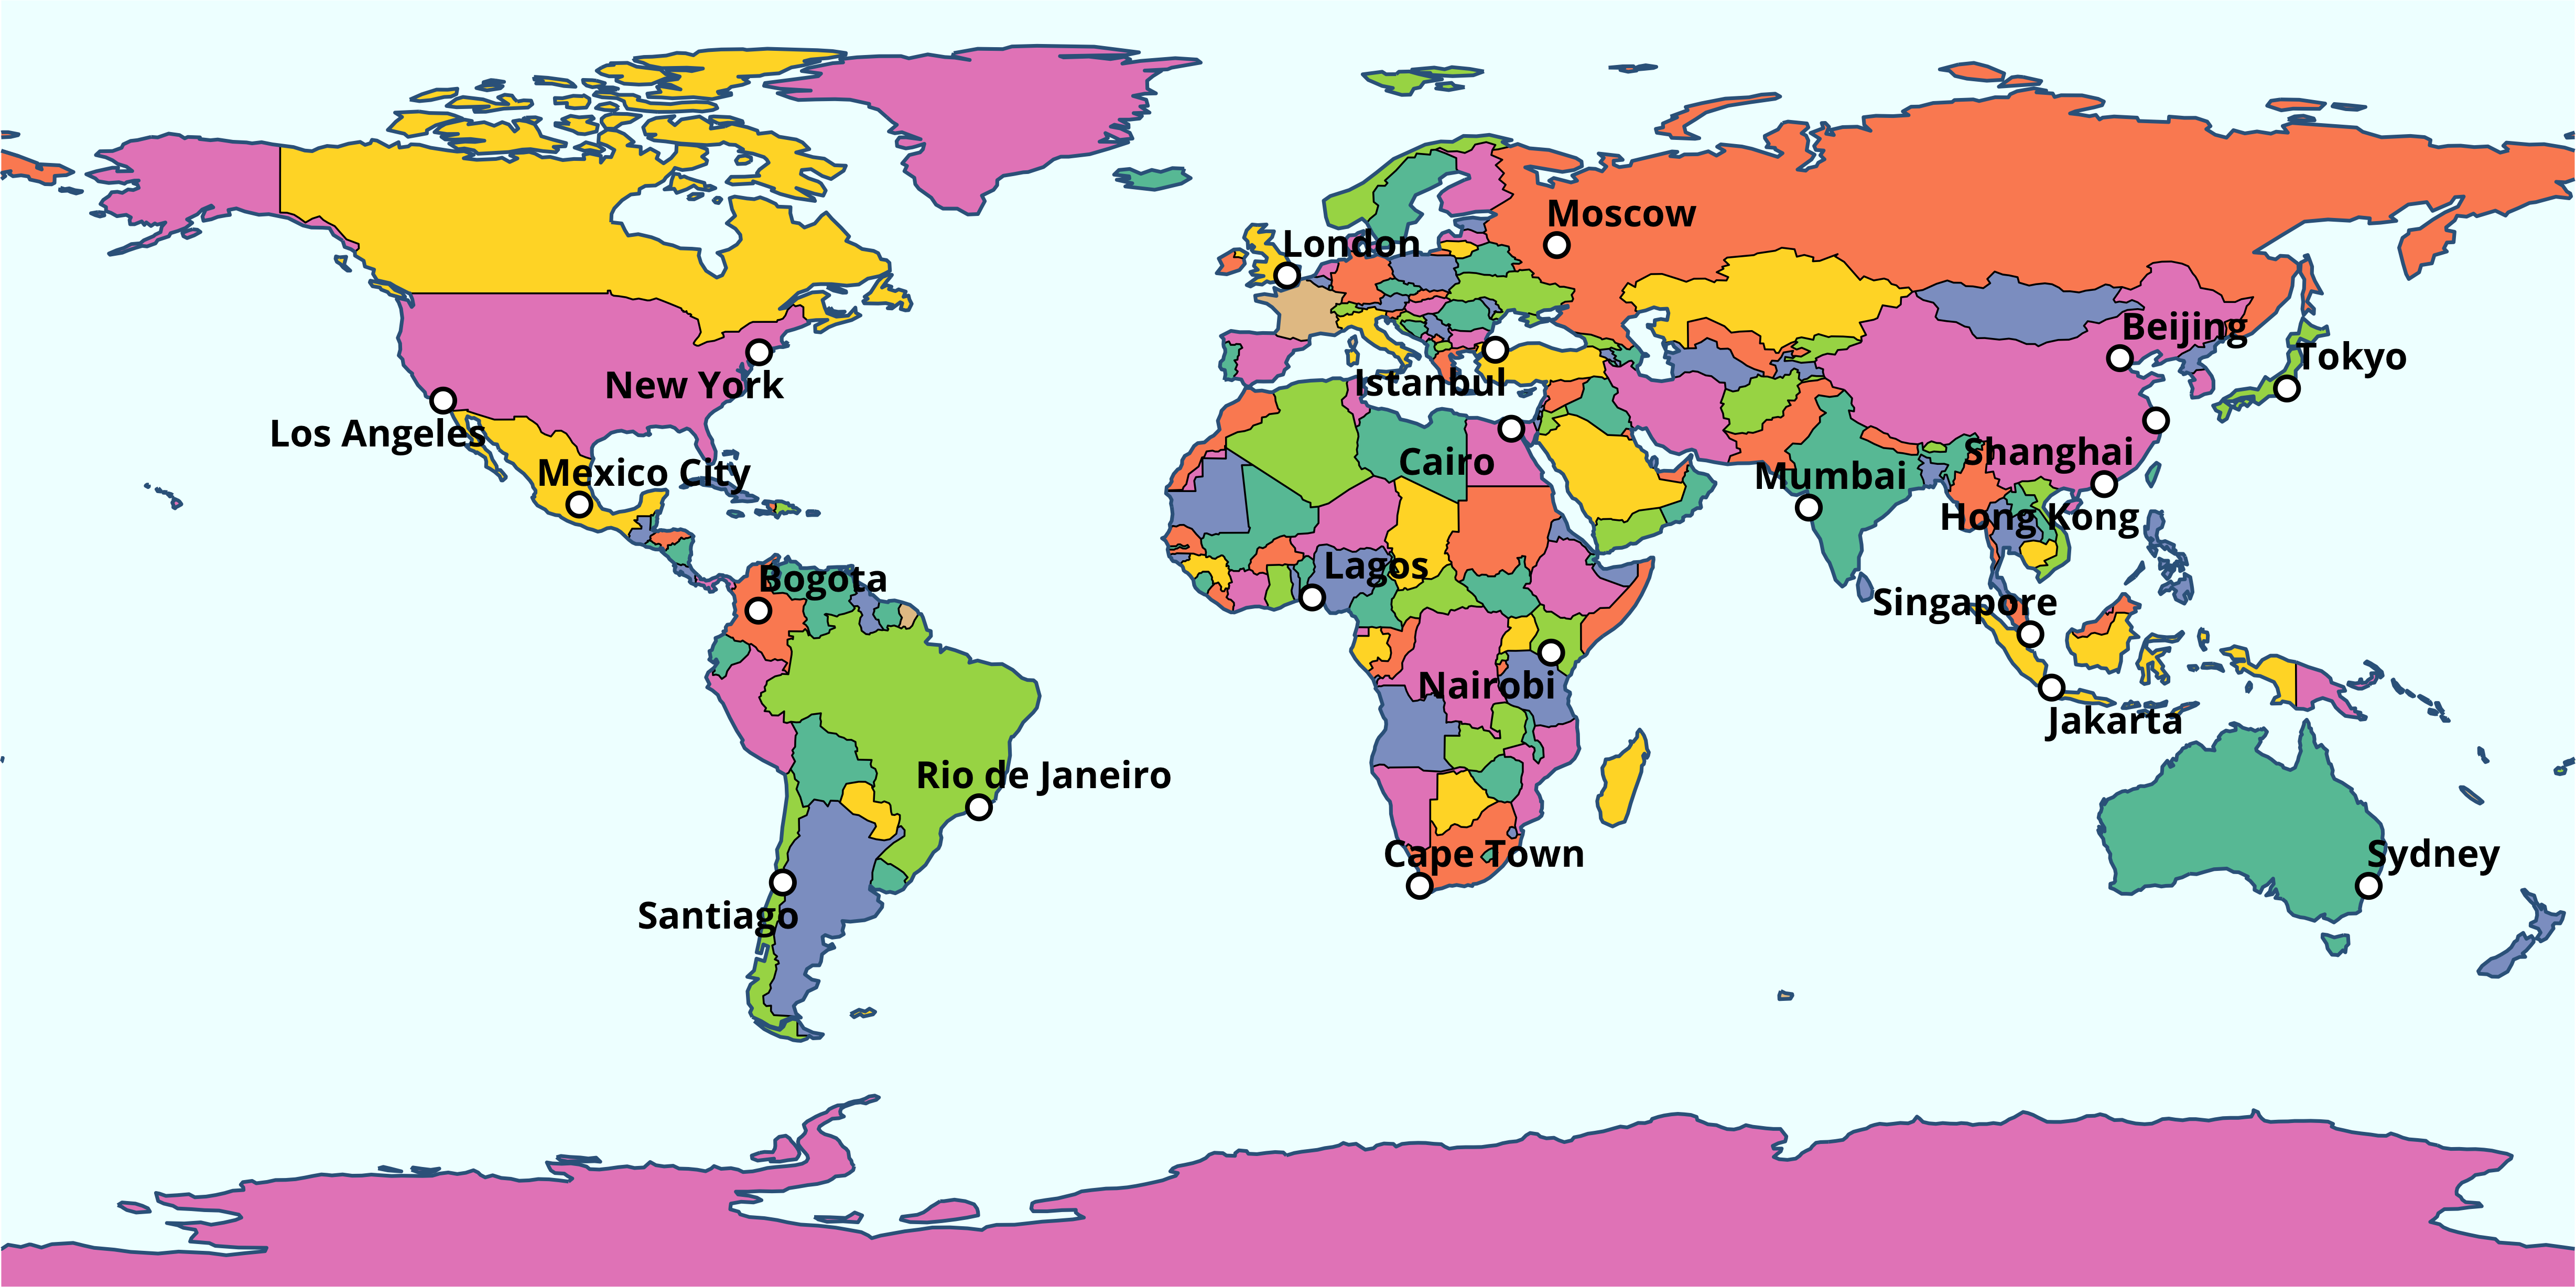 Moscow
London
Beijing
Tokyo
New York
Istanbul
Los Angeles
Shanghai
Cairo
Mexico City
Mumbai
Hong Kong
Lagos
Bogota
Singapore
Nairobi
Jakarta
Rio de Janeiro
Cape Town
Sydney
Santiago